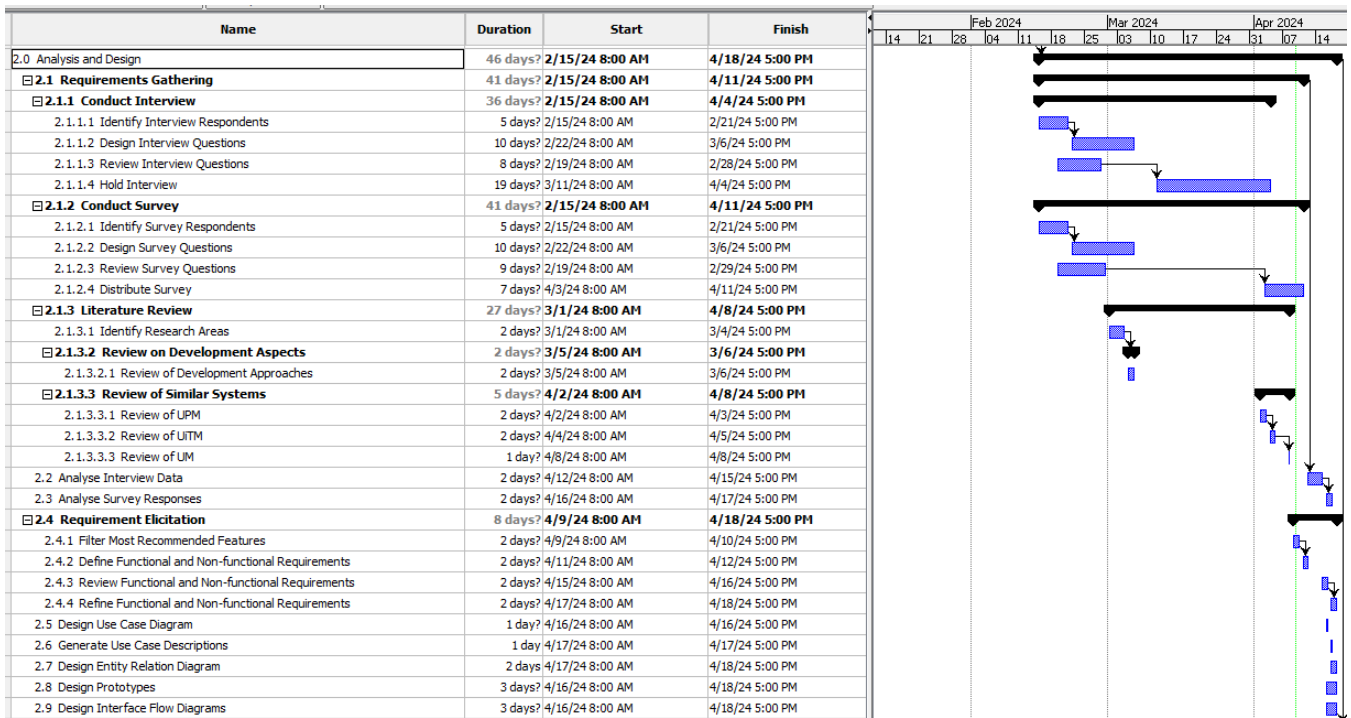 Name Duration Start Finish
Feb 2024 Mar 2024 Apr 2024
14 21 28 04 11 18 25 03 10 17 24 31 07 14
2.0 Analysis and Design 46 days? 2/15/24 8:00 AM 4/18/24 5:00 PM
2.1 Requirements Gathering 41 days? 2/15/24 8:00 AM 4/11/24 5:00 PM
2.1.1 Conduct Interview 36 days? 2/15/24 8:00 AM 4/4/24 5:00 PM
2.1.1.1 Identify Interview Respondents 5 days? 2/15/24 8:00 AM 2/21/24 5:00 PM
2.1.1.2 Design Interview Questions 10 days? 2/22/24 8:00 AM 3/6/24 5:00 PM
2.1.1.3 Review Interview Questions 8 days? 2/19/24 8:00 AM 2/28/24 5:00 PM
2.1.1.4 Hold Interview 19 days? 3/11/24 8:00 AM 4/4/24 5:00 PM
2.1.2 Conduct Survey 41 days? 2/15/24 8:00 AM 4/11/24 5:00 PM
2.1.2.1 Identify Survey Respondents 5 days? 2/15/24 8:00 AM 2/21/24 5:00 PM
2.1.2.2 Design Survey Questions 10 days? 2/22/24 8:00 AM 3/6/24 5:00 PM
2.1.2.3 Review Survey Questions 9 days? 2/19/24 8:00 AM 2/29/24 5:00 PM
2.1.2.4 Distribute Survey 7 days? 4/3/24 8:00 AM 4/11/24 5:00 PM
2.1.3 Literature Review 27 days? 3/1/24 8:00 AM 4/8/24 5:00 PM
2.1.3.1 Identify Research Areas 2 days? 3/1/24 8:00 AM 3/4/24 5:00 PM
2.1.3.2 Review on Development Aspects 2 days? 3/5/24 8:00 AM 3/6/24 5:00 PM
2.1.3.2.1 Review of Development Approaches 2 days? 3/5/24 8:00 AM 3/6/24 5:00 PM
2.1.3.3 Review of Similar Systems 5 days? 4/2/24 8:00 AM 4/8/24 5:00 PM
2.1.3.3.1 Review of UPM 2 days? 4/2/24 8:00 AM 4/3/24 5:00 PM
2.1.3.3.2 Review of UiTM 2 days? 4/4/24 8:00 AM 4/5/24 5:00 PM
2.1.3.3.3 Review of UM 1 day? 4/8/24 8:00 AM 4/8/24 5:00 PM
2.2 Analyse Interview Data 2 days? 4/12/24 8:00 AM 4/15/24 5:00 PM
2.3 Analyse Survey Responses 2 days? 4/16/24 8:00 AM 4/17/24 5:00 PM
2.4 Requirement Elicitation 8 days? 4/9/24 8:00 AM 4/18/24 5:00 PM
2.4.1 Filter Most Recommended Features 2 days? 4/9/24 8:00 AM 4/10/24 5:00 PM
2.4.2 Define Functional and Non-functional Requirements 2 days? 4/11/24 8:00 AM 4/12/24 5:00 PM
2.4.3 Review Functional and Non-functional Requirements 2 days? 4/15/24 8:00 AM 4/16/24 5:00 PM
2.4.4 Refine Functional and Non-functional Requirements 2 days? 4/17/24 8:00 AM 4/18/24 5:00 PM
2.5 Design Use Case Diagram 1 day? 4/16/24 8:00 AM 4/16/24 5:00 PM
2.6 Generate Use Case Descriptions 1 day 4/17/24 8:00 AM 4/17/24 5:00 PM
2.7 Design Entity Relation Diagram 2 days 4/17/24 8:00 AM 4/18/24 5:00 PM
2.8 Design Prototypes 3 days? 4/16/24 8:00 AM 4/18/24 5:00 PM
2.9 Design Interface Flow Diagrams 3 days? 4/16/24 8:00 AM 4/18/24 5:00 PM